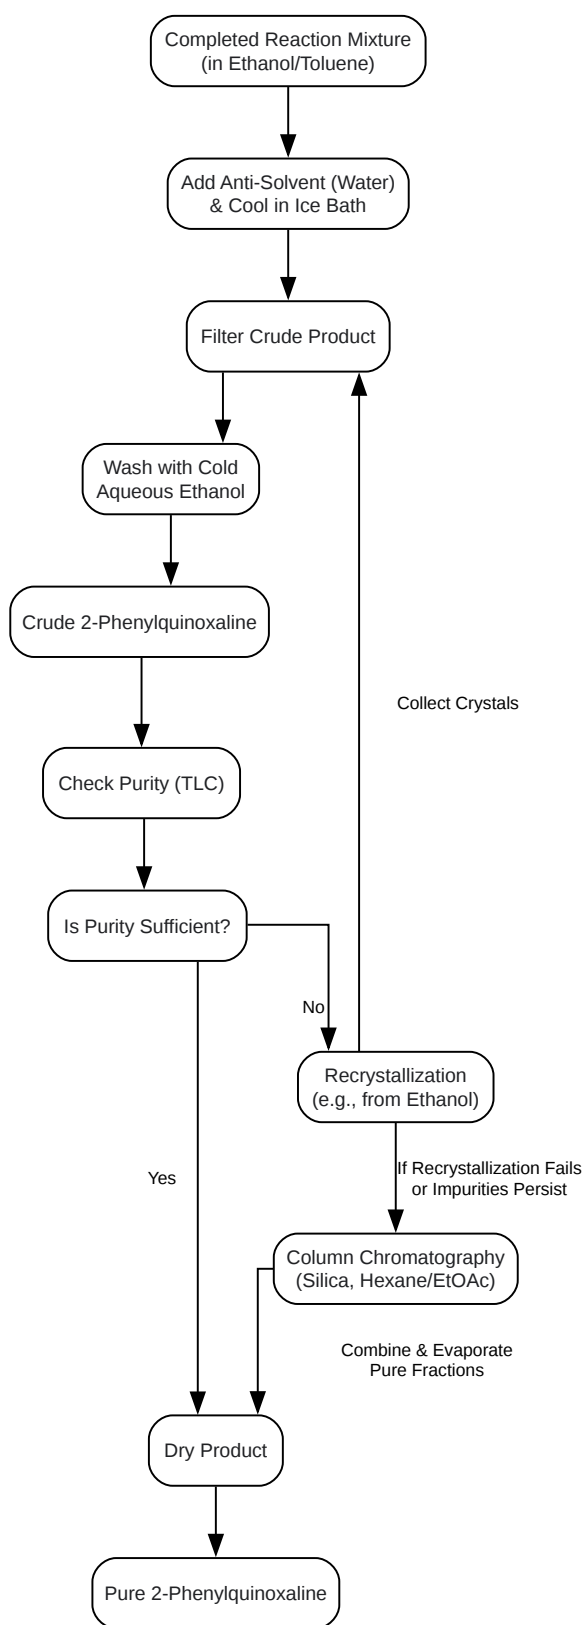 Completed Reaction Mixture
(in Ethanol/Toluene)
Add Anti-Solvent (Water)
& Cool in Ice Bath
Filter Crude Product
Wash with Cold
Aqueous Ethanol
Crude 2-Phenylquinoxaline
Collect Crystals
Check Purity (TLC)
Is Purity Sufficient?
No
Recrystallization
(e.g., from Ethanol)
Yes
If Recrystallization Fails
or Impurities Persist
Column Chromatography
(Silica, Hexane/EtOAc)
Combine & Evaporate
Pure Fractions
Dry Product
Pure 2-Phenylquinoxaline